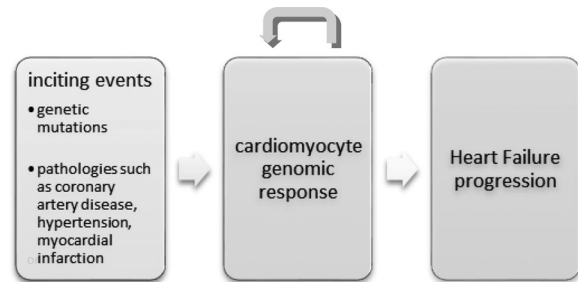 inciting events
• genetic
mutations
• pathologies such
as coronary
artery disease,
hypertension,
myocardial
infarction
cardiomyocyte
genomic
response
Heart Failure
progression